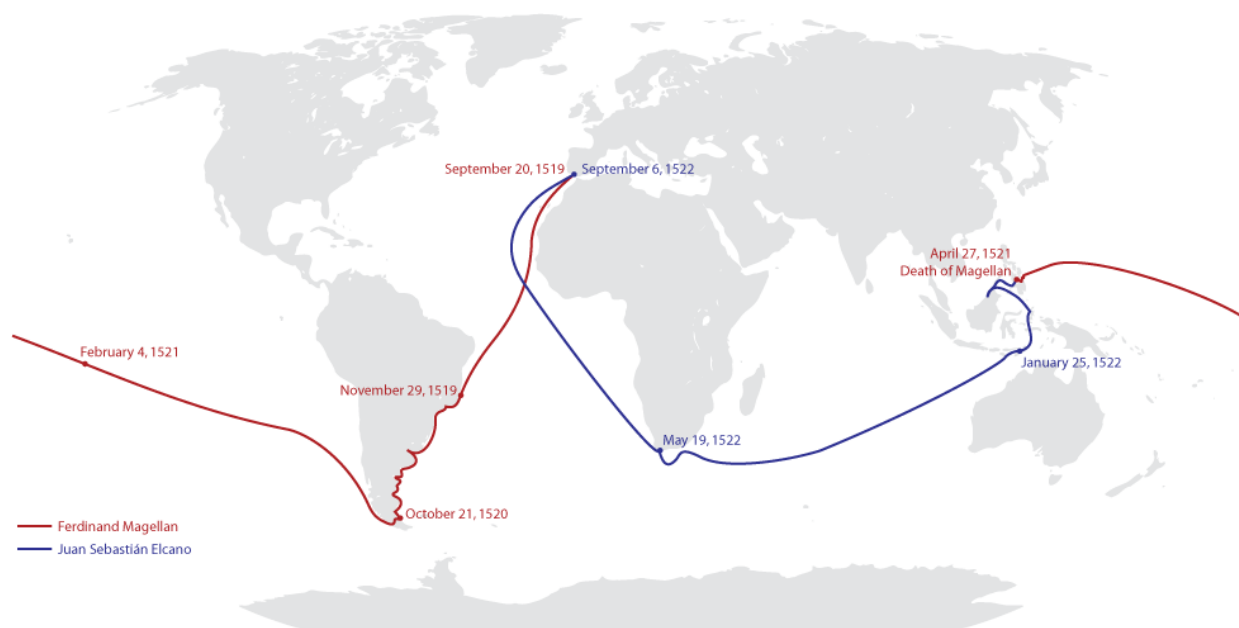 September 20, 1519
September 6, 1522
April 27, 1521
Death of Magellan
February 4, 1521
November 29, 1519
January 25, 1522
May 19, 1522
October 21, 1520
Ferdinand Magellan
Juan Sebastián Elcano